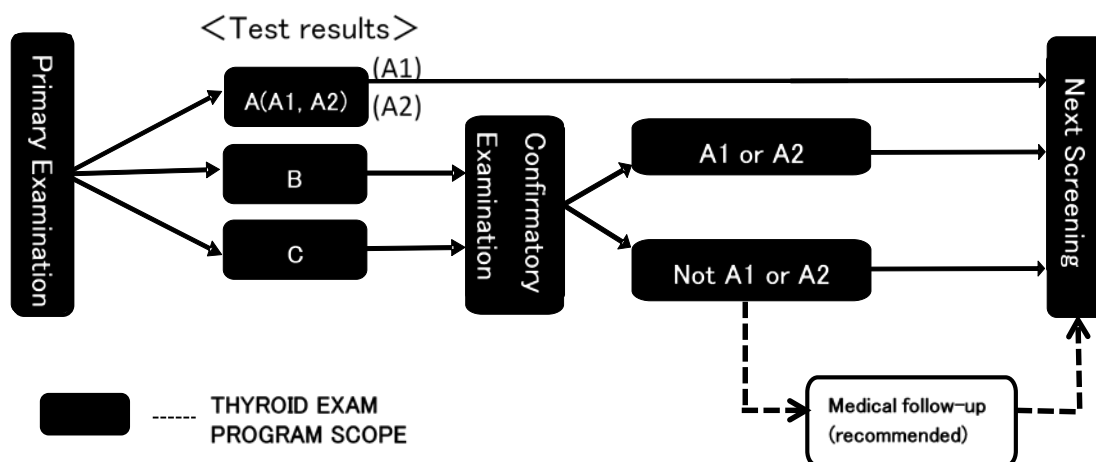 <Test results>
Primary Examination
A(A1, A2)
(A1)
(A2)
B
C
Confirmatory
Examination
A1 or A2
Not A1 or A2
Next Screening
Medical follow-up
(recommended)
THYROID EXAM
PROGRAM SCOPE